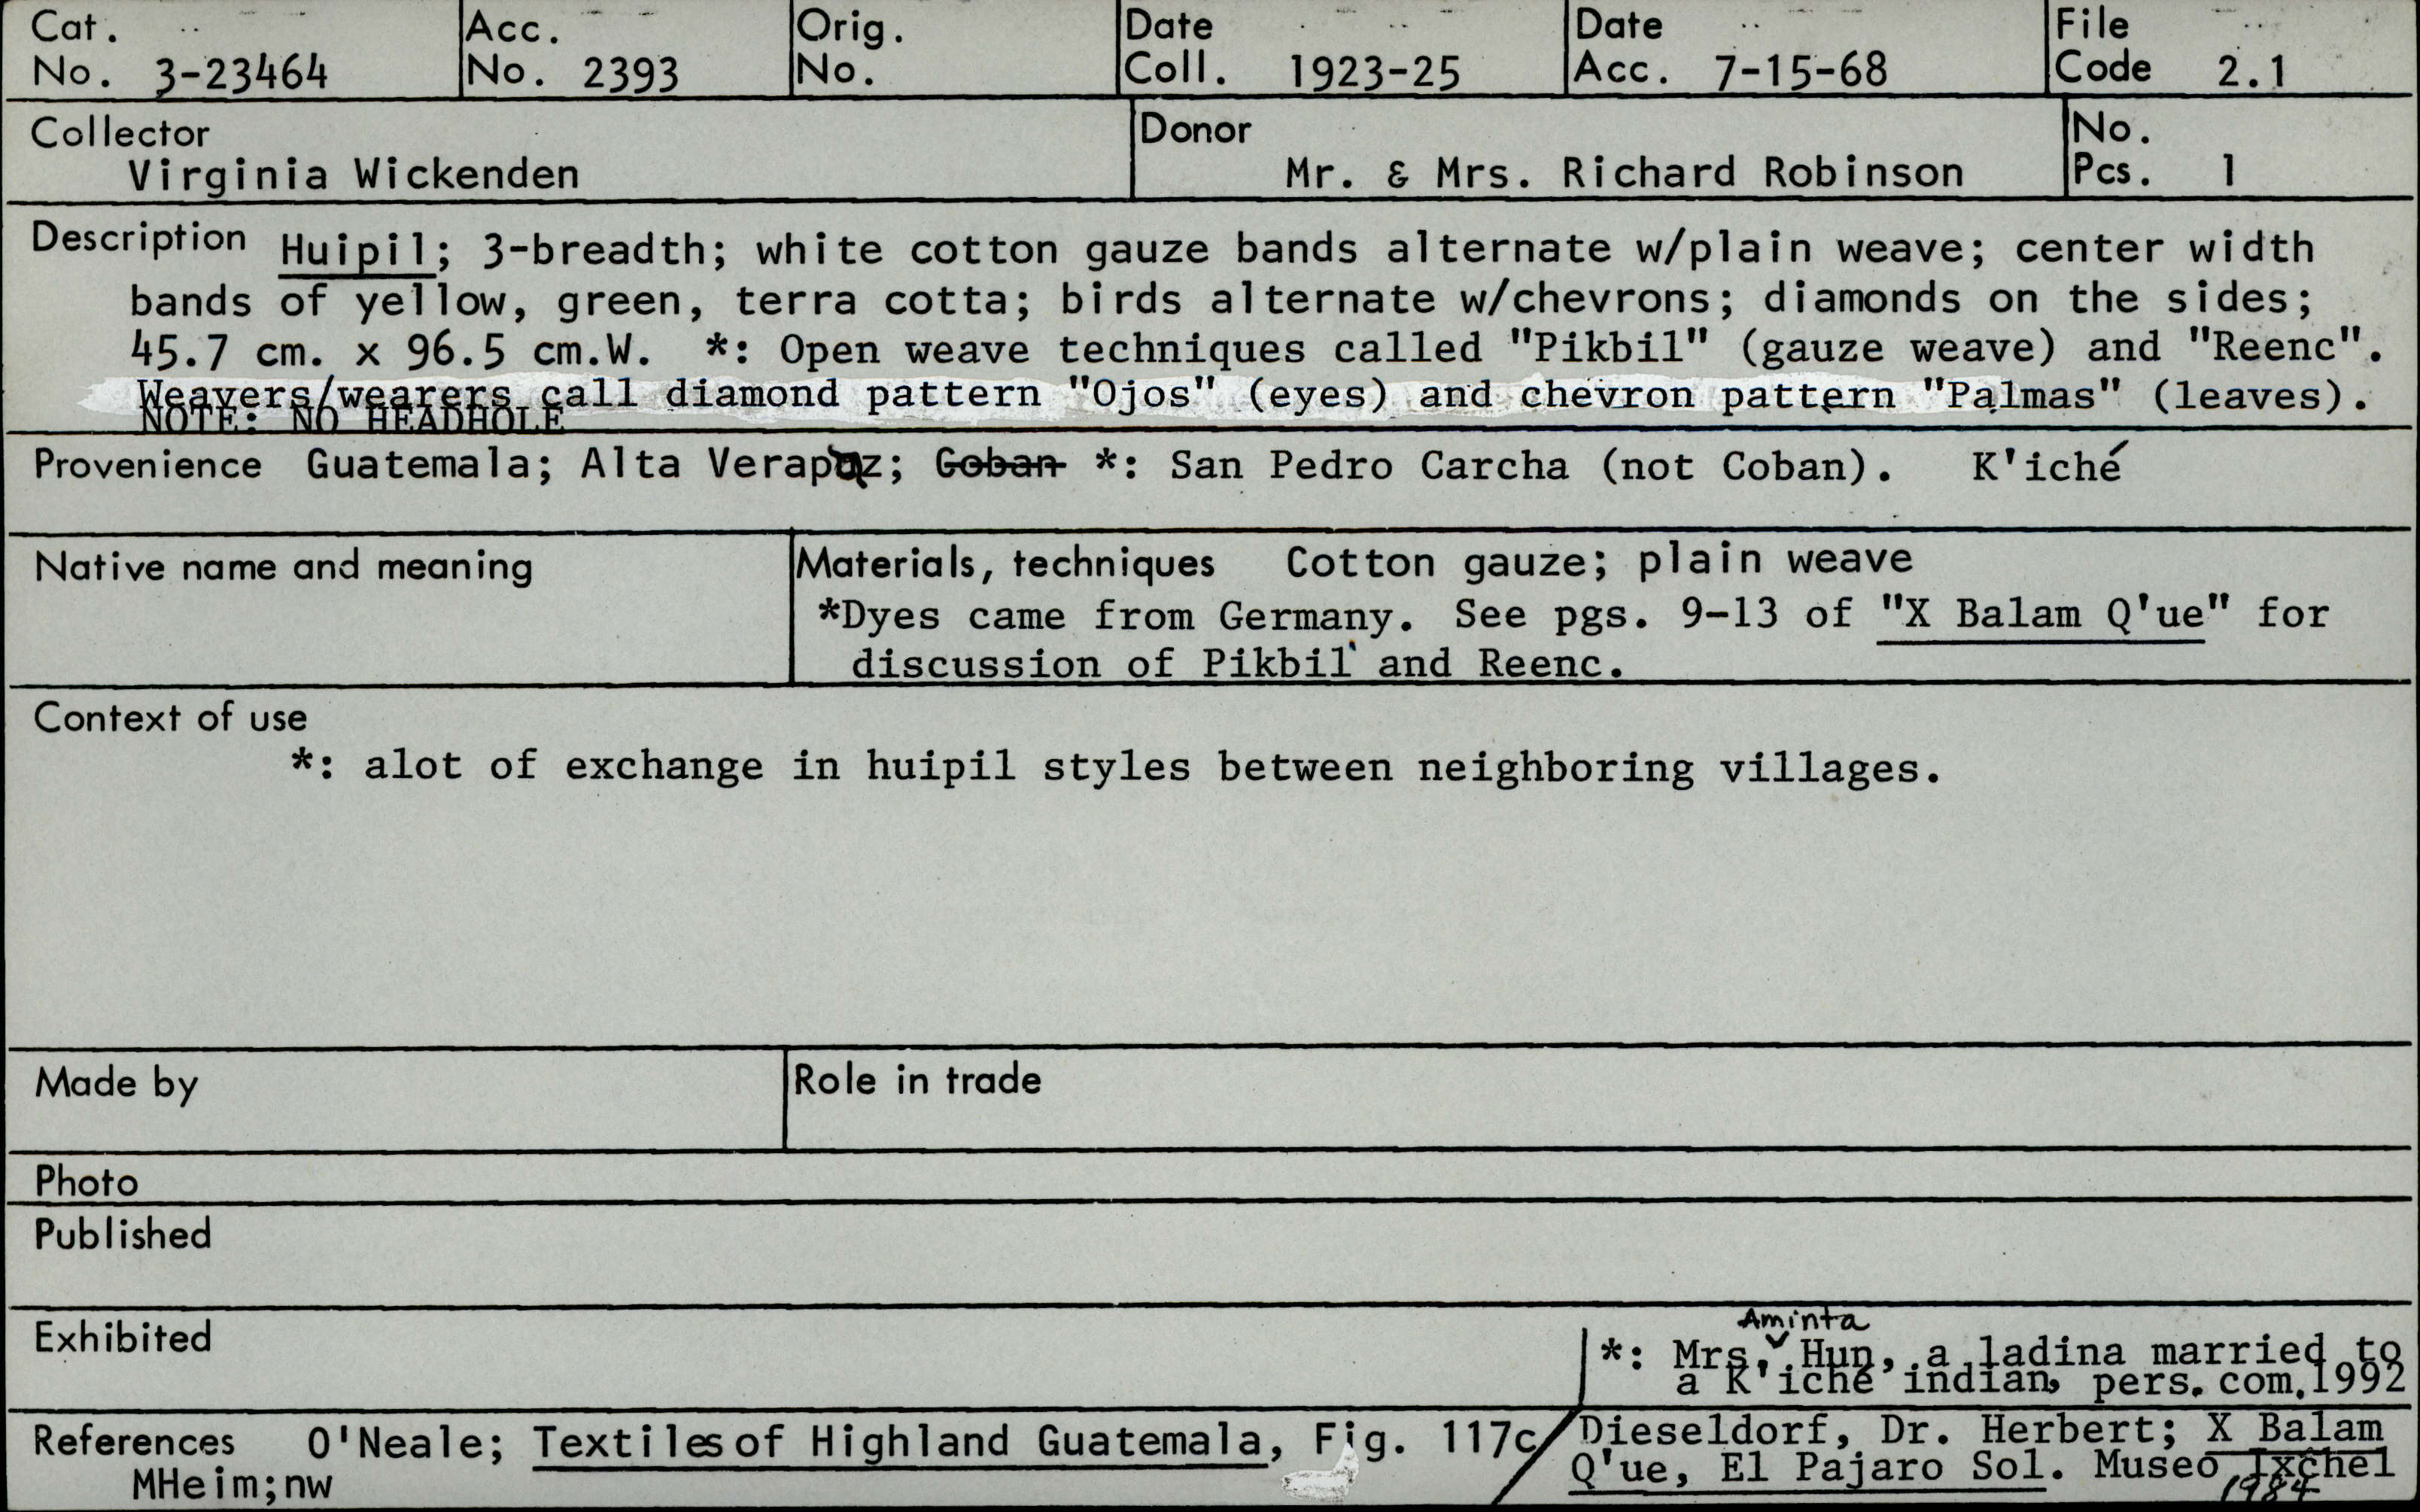 Cat. No. 3-23464 Acc. No. 2393 Orig. No. Date Coll. 1923-25 Date Acc. 7-15-68 File Code 2.1
Collector Donor No.
Virginia Wickenden Mr. & Mrs. Richard Robinson Pcs. 1
Description Huipil; 3-breadth; white cotton gauze bands alternate w/plain weave; center width
bands of yellow, green, terra cotta; birds alternate w/chevrons; diamonds on the sides;
45.7 cm. x 96.5 cm.W. *: Open weave techniques called "Pikbil" (gauze weave) and "Reenc".
Weavers/wearers call diamond pattern "Ojos" (eyes) and chevron pattern "Palmas" (leaves).
NOTE: NO HEADHOLE
Provenience Guatemala; Alta Verapaz; Coban *: San Pedro Carcha (not Coban). K'iché
Native name and meaning
Materials, techniques Cotton gauze; plain weave
*Dyes came from Germany. See pgs. 9-13 of "X Balam Q'ue" for
discussion of Pikbil and Reenc.
Context of use
*: alot of exchange in huipil styles between neighboring villages.
Made by Role in trade
Photo
Published
Exhibited
Aminta
*: Mrs. Hun, a ladina married to
a K'iche indian, pers. com. 1992
References O'Neale; Textiles of Highland Guatemala, Fig. 117c/
MHeim;nw
Dieseldorf, Dr. Herbert; X Balam
Q'ue, El Pajaro Sol. Museo Ixchel
1984